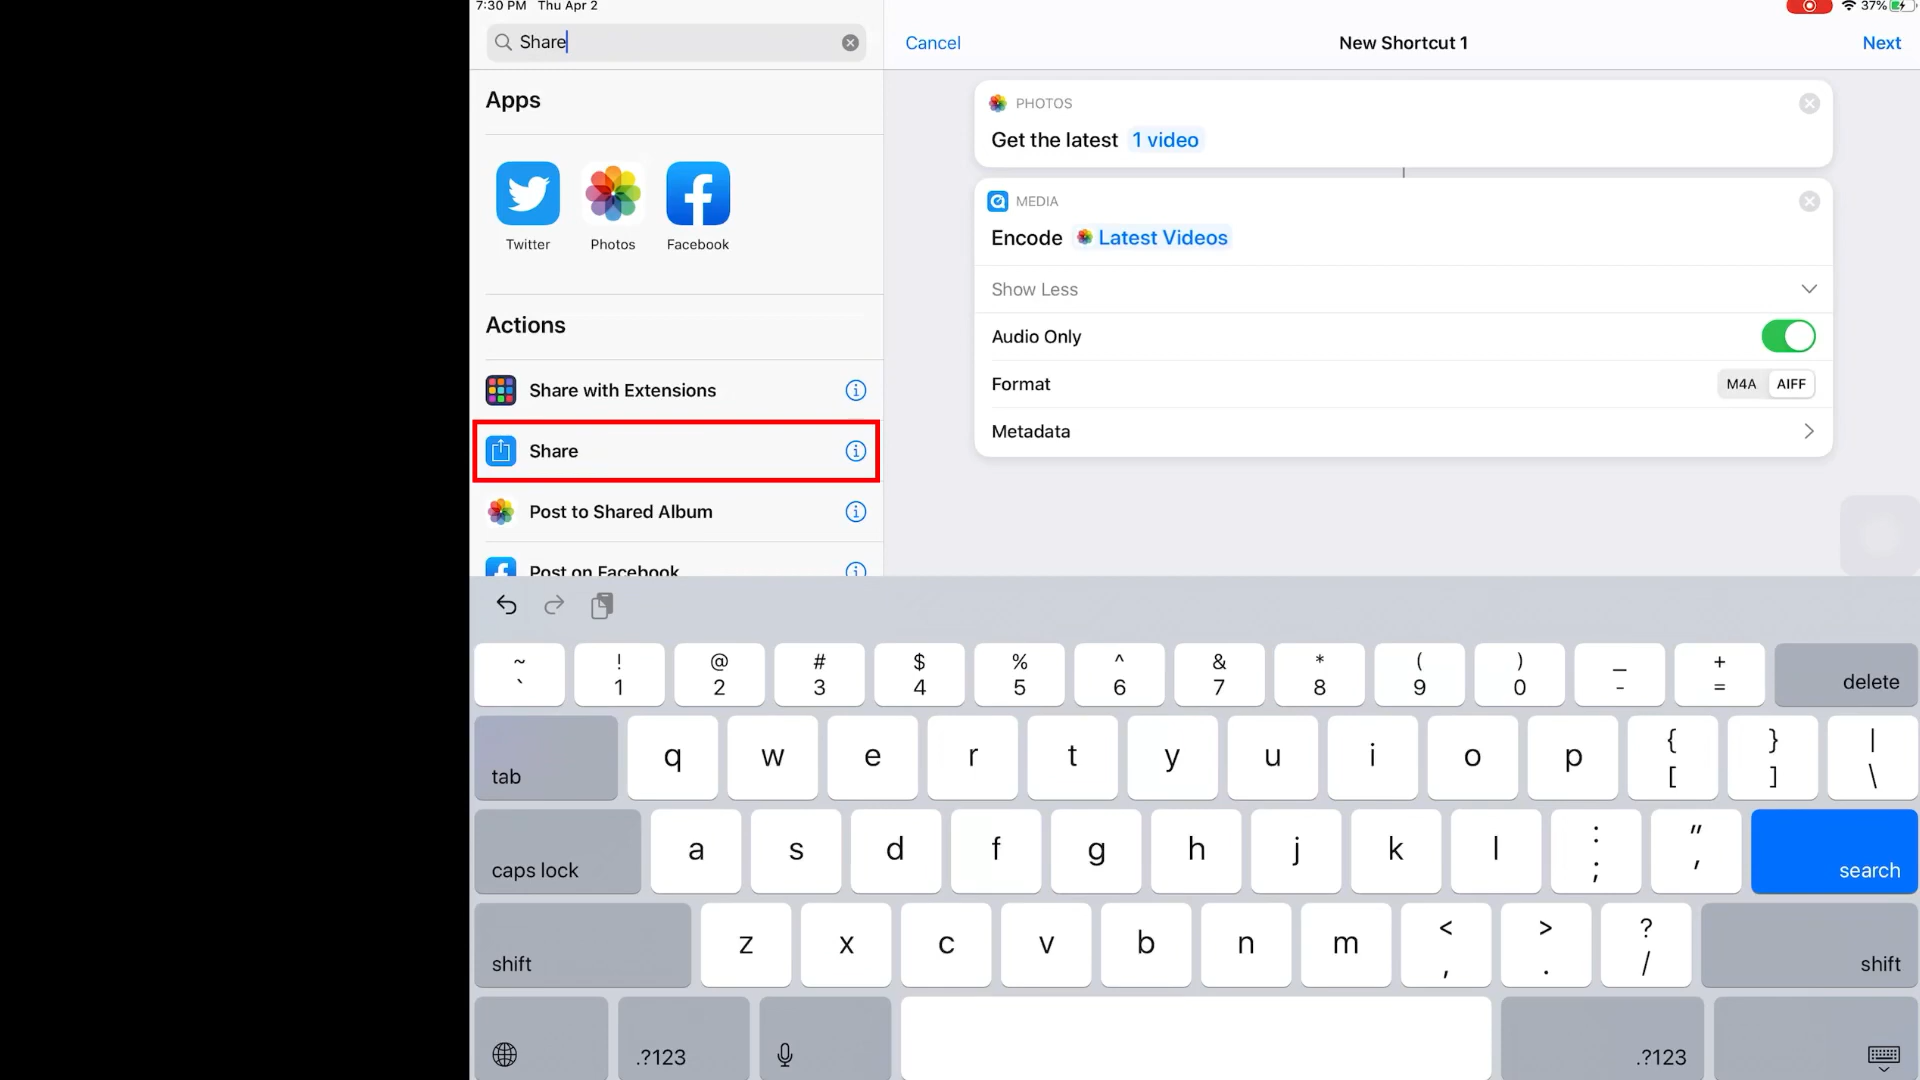 7:30 PM Thu Apr 2
37%
Share
Cancel
New Shortcut 1
Next
Apps
Twitter
Photos
Facebook
Actions
Share with Extensions
Share
Post to Shared Album
Post on Facebook
PHOTOS
Get the latest 1 video
MEDIA
Encode Latest Videos
Show Less
Audio Only
Format M4A AIFF
Metadata
~ ! @ # $ % ^ & * ( ) _ +
` 1 2 3 4 5 6 7 8 9 0 - = delete
tab q w e r t y u i o p { [ } ] | \
caps lock a s d f g h j k l : ; " ' search
shift z x c v b n m < , > . ? / shift
.?123 .?123